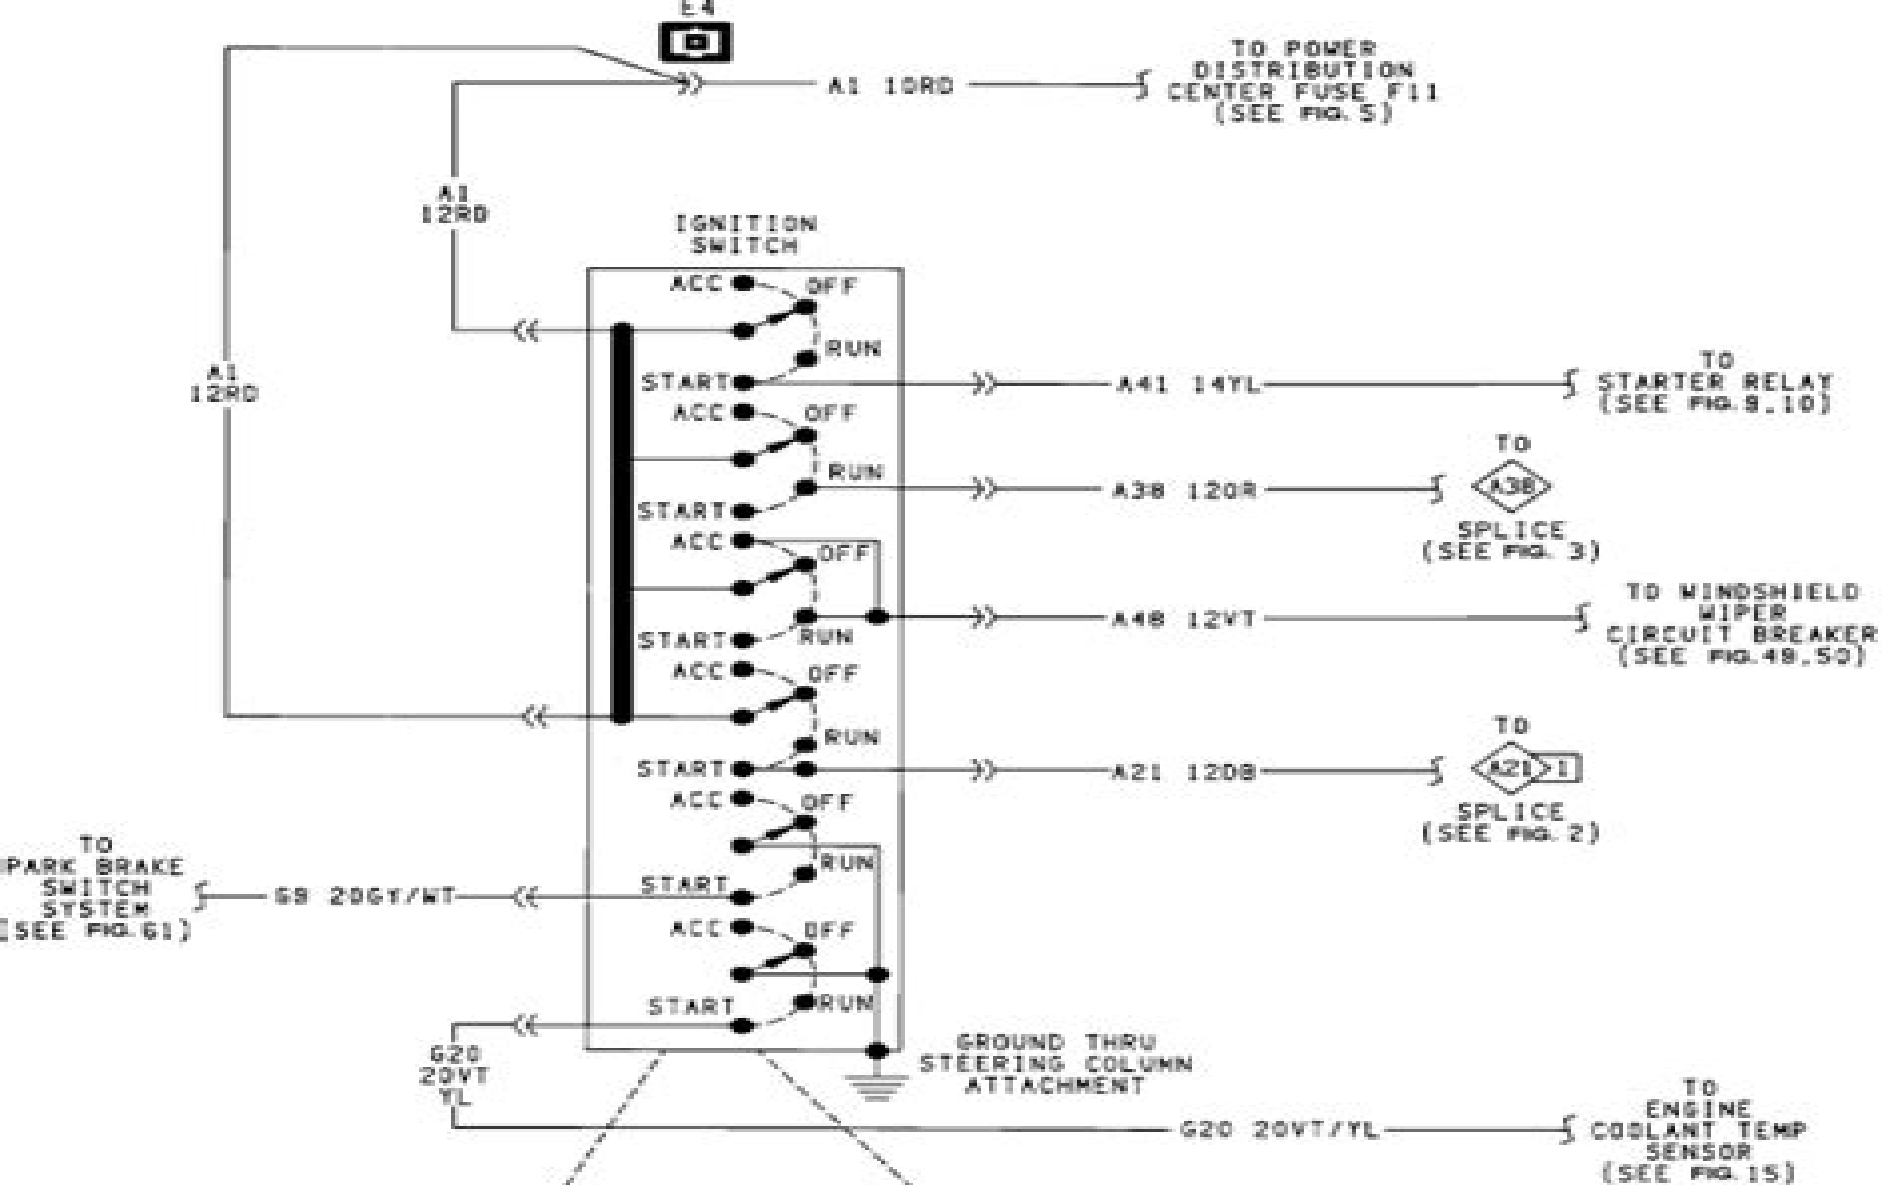 E4
TO POWER
DISTRIBUTION
CENTER FUSE F11
(SEE FIG.5)
A1 10RD
A1
12RD
IGNITION
SWITCH
ACC
OFF
RUN
START
A41 14YL
TO
STARTER RELAY
(SEE FIG.9,10)
A1
12RD
ACC
OFF
RUN
START
A38 12OR
TO
A38
SPLICE
(SEE FIG. 3)
ACC
OFF
RUN
START
A48 12VT
TO WINDSHIELD
WIPER
CIRCUIT BREAKER
(SEE FIG.49,50)
ACC
OFF
RUN
START
A21 12DB
TO
A21 1
SPLICE
(SEE FIG. 2)
ACC
OFF
RUN
START
TO
PARK BRAKE
SWITCH
SYSTEM
(SEE FIG.61)
G9 20GY/WT
ACC
OFF
RUN
START
G20
20VT
YL
GROUND THRU
STEERING COLUMN
ATTACHMENT
G20 20VT/YL
TO
ENGINE
COOLANT TEMP
SENSOR
(SEE FIG.15)